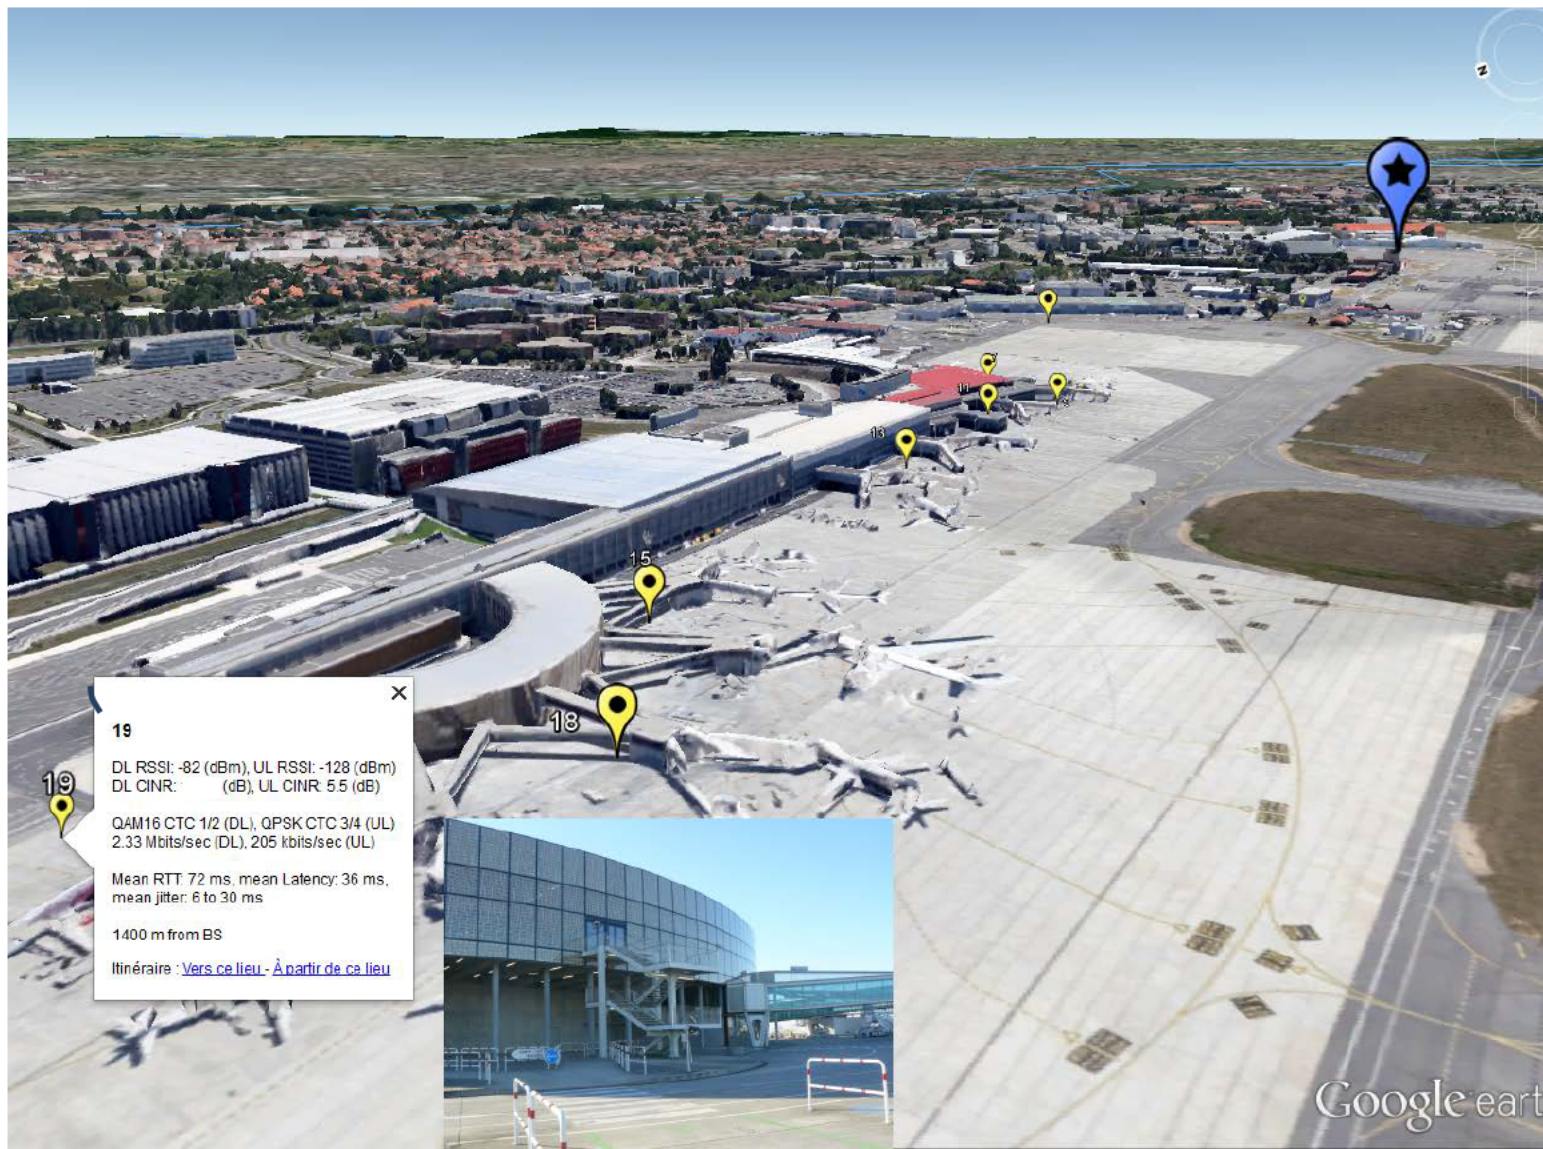 N
11
13
15
18
19
19
DL RSSI: -82 (dBm), UL RSSI: -128 (dBm)
DL CINR: (dB), UL CINR: 5.5 (dB)
QAM16 CTC 1/2 (DL), QPSK CTC 3/4 (UL)
2.33 Mbits/sec (DL), 205 kbits/sec (UL)
Mean RTT: 72 ms, mean Latency: 36 ms,
mean jitter: 6 to 30 ms
1400 m from BS
Itinéraire : Vers ce lieu - À partir de ce lieu
Google eart